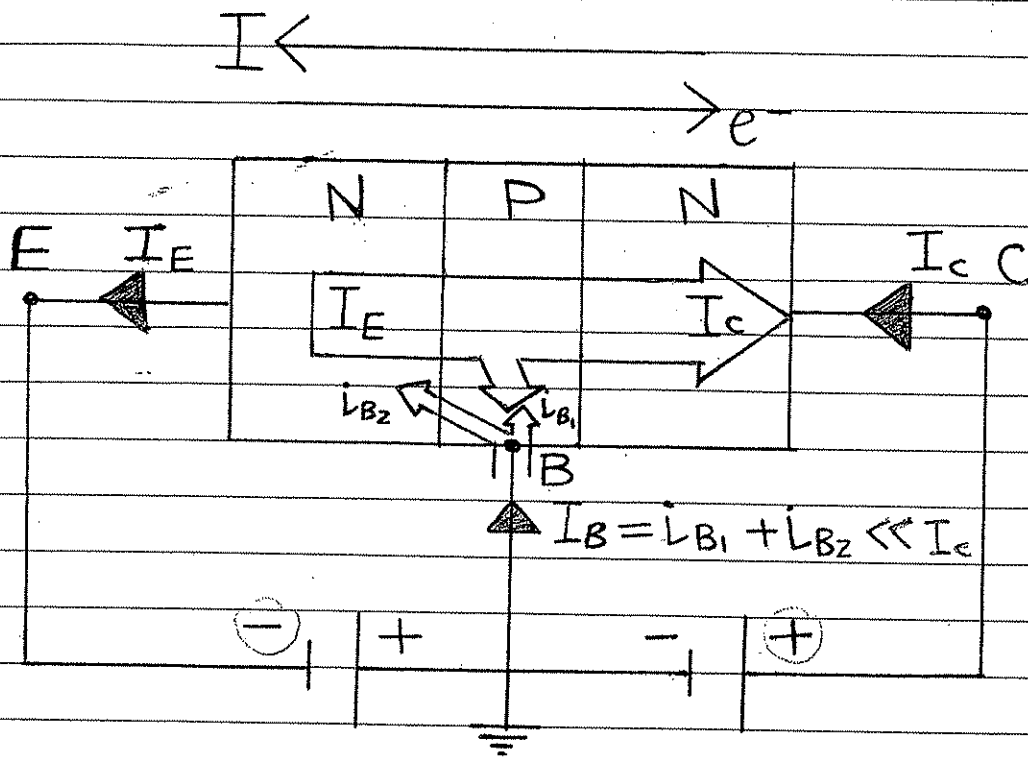 I
e⁻
N P N
E I_E I_C C
I_E I_C
i_B2 i_B1
B
I_B = i_B1 + i_B2 ≪ I_C
- + - +